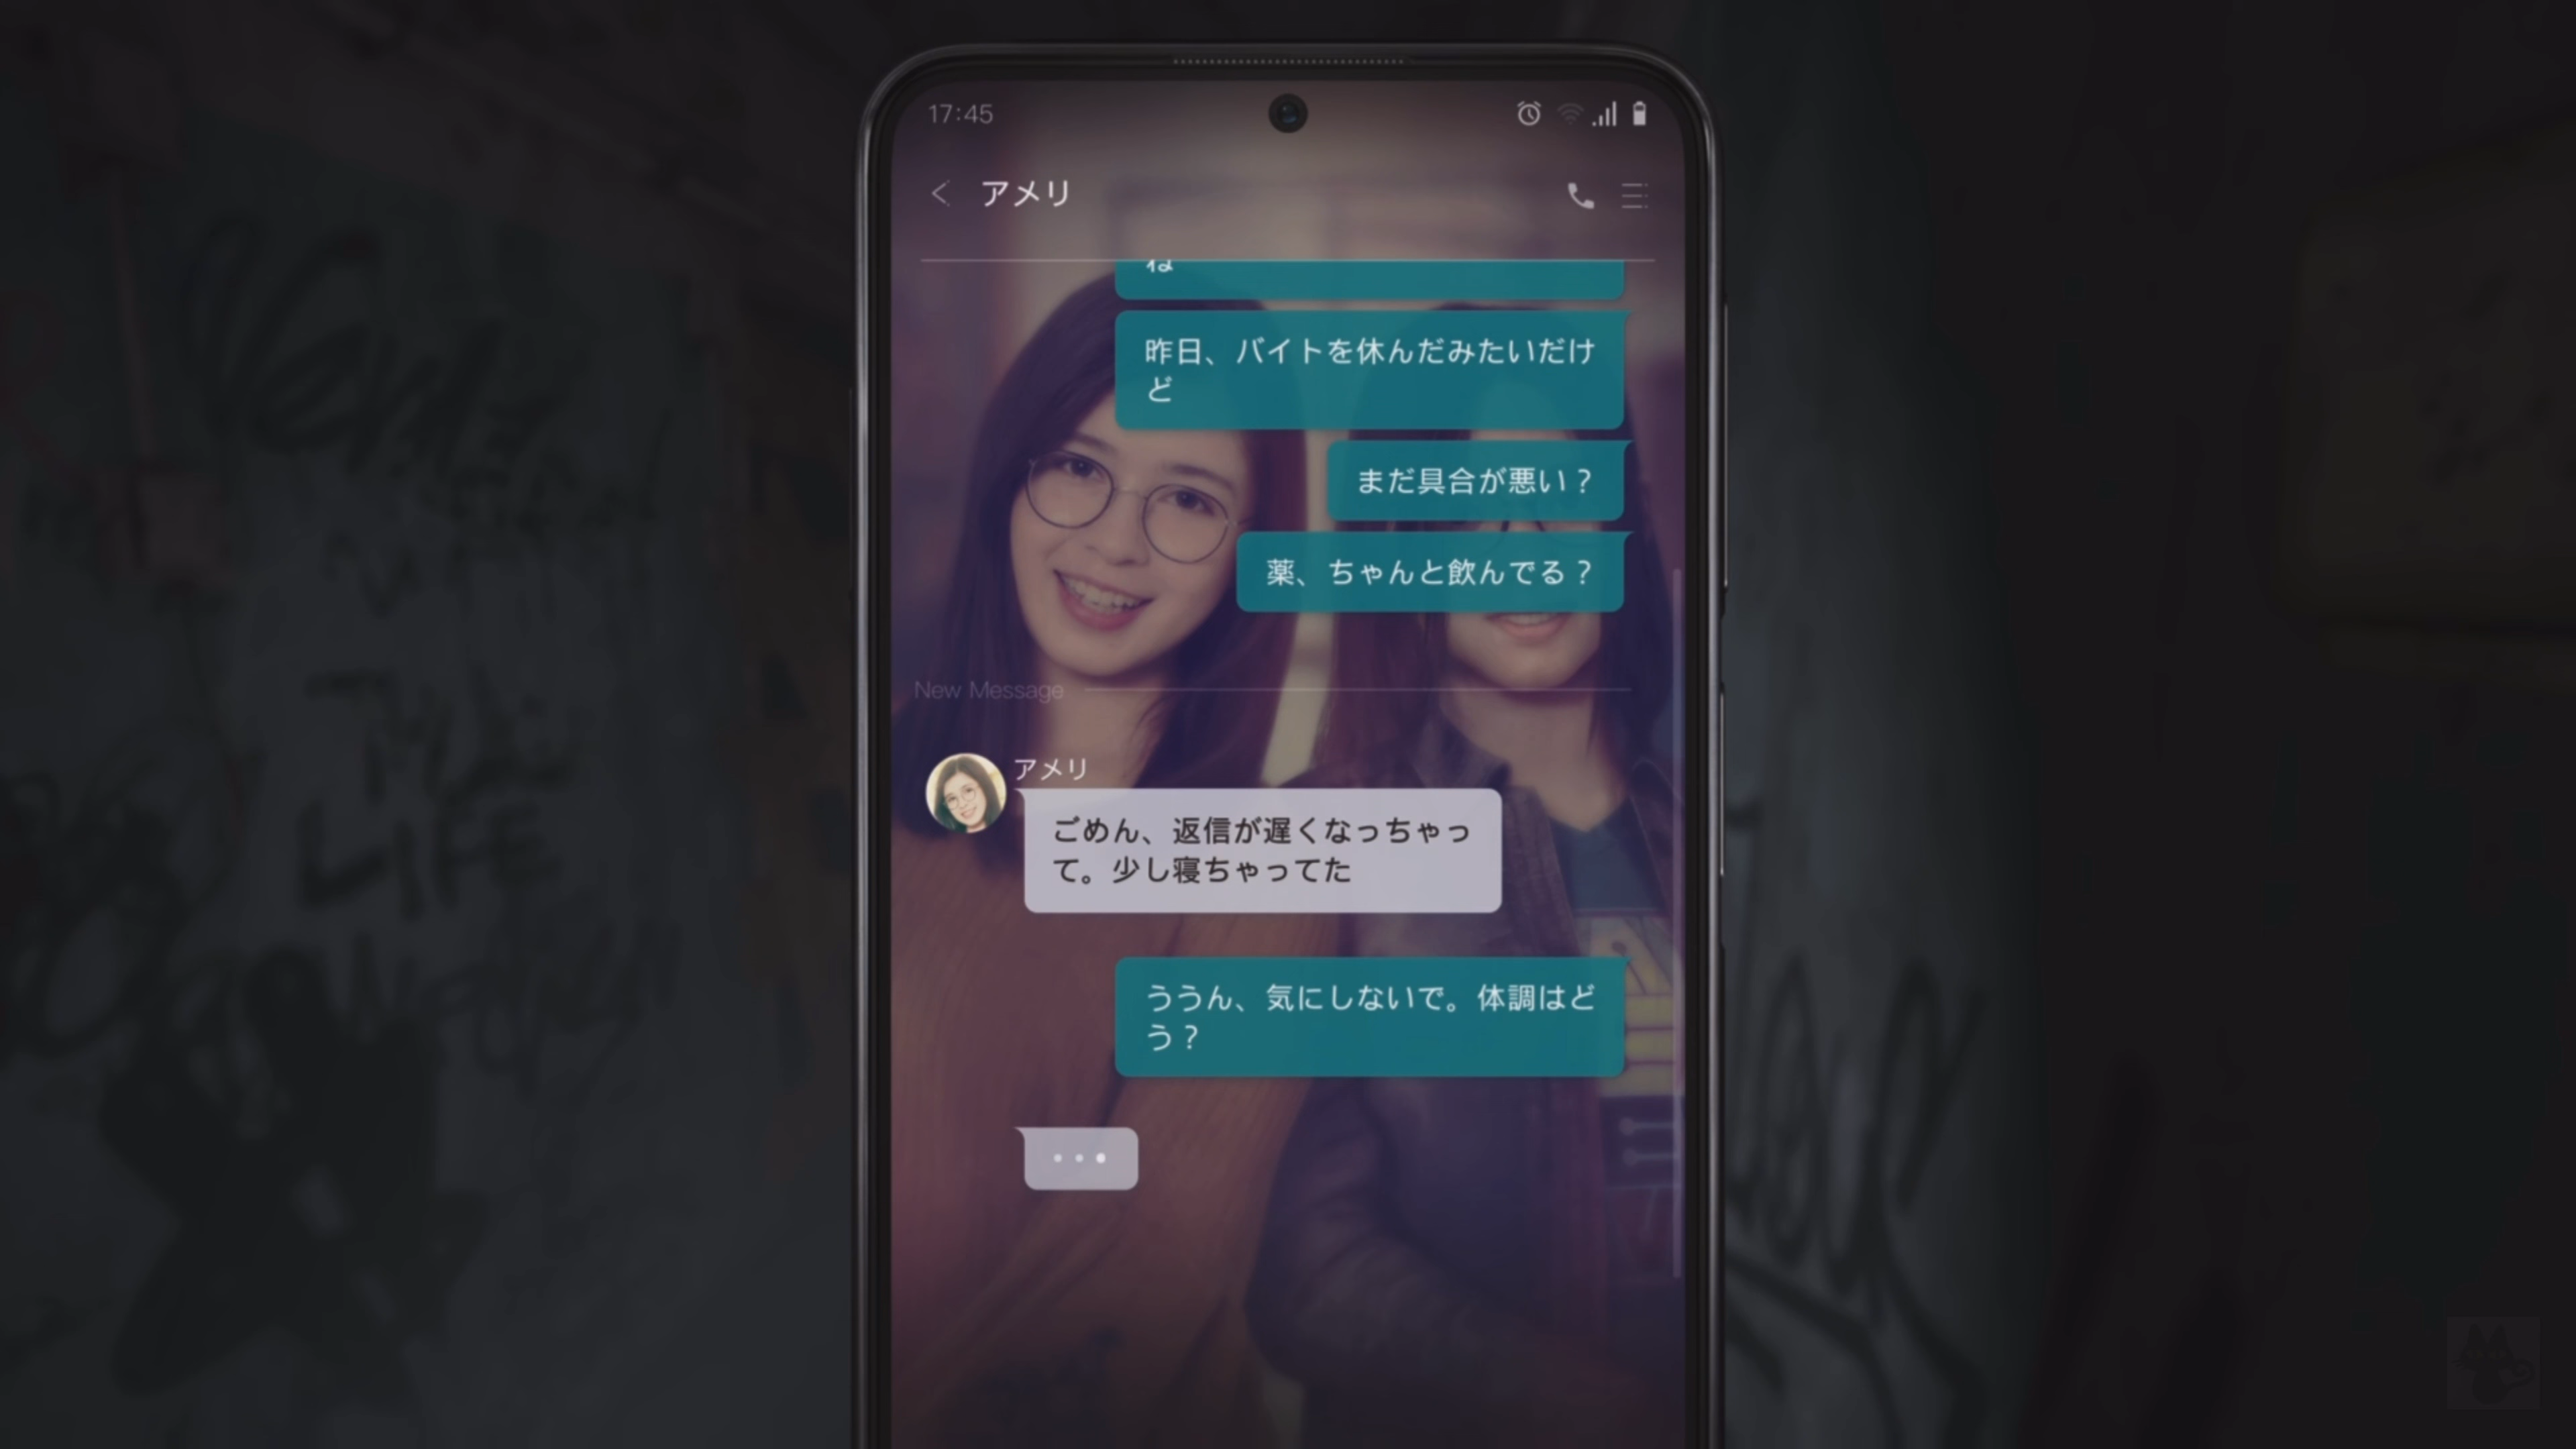 17:45
アメリ
ね
昨日、バイトを休んだみたいだけ
ど
まだ具合が悪い？
薬、ちゃんと飲んでる？
New Message
アメリ
ごめん、返信が遅くなっちゃっ
て。少し寝ちゃってた
ううん、気にしないで。体調はど
う？
LIFE